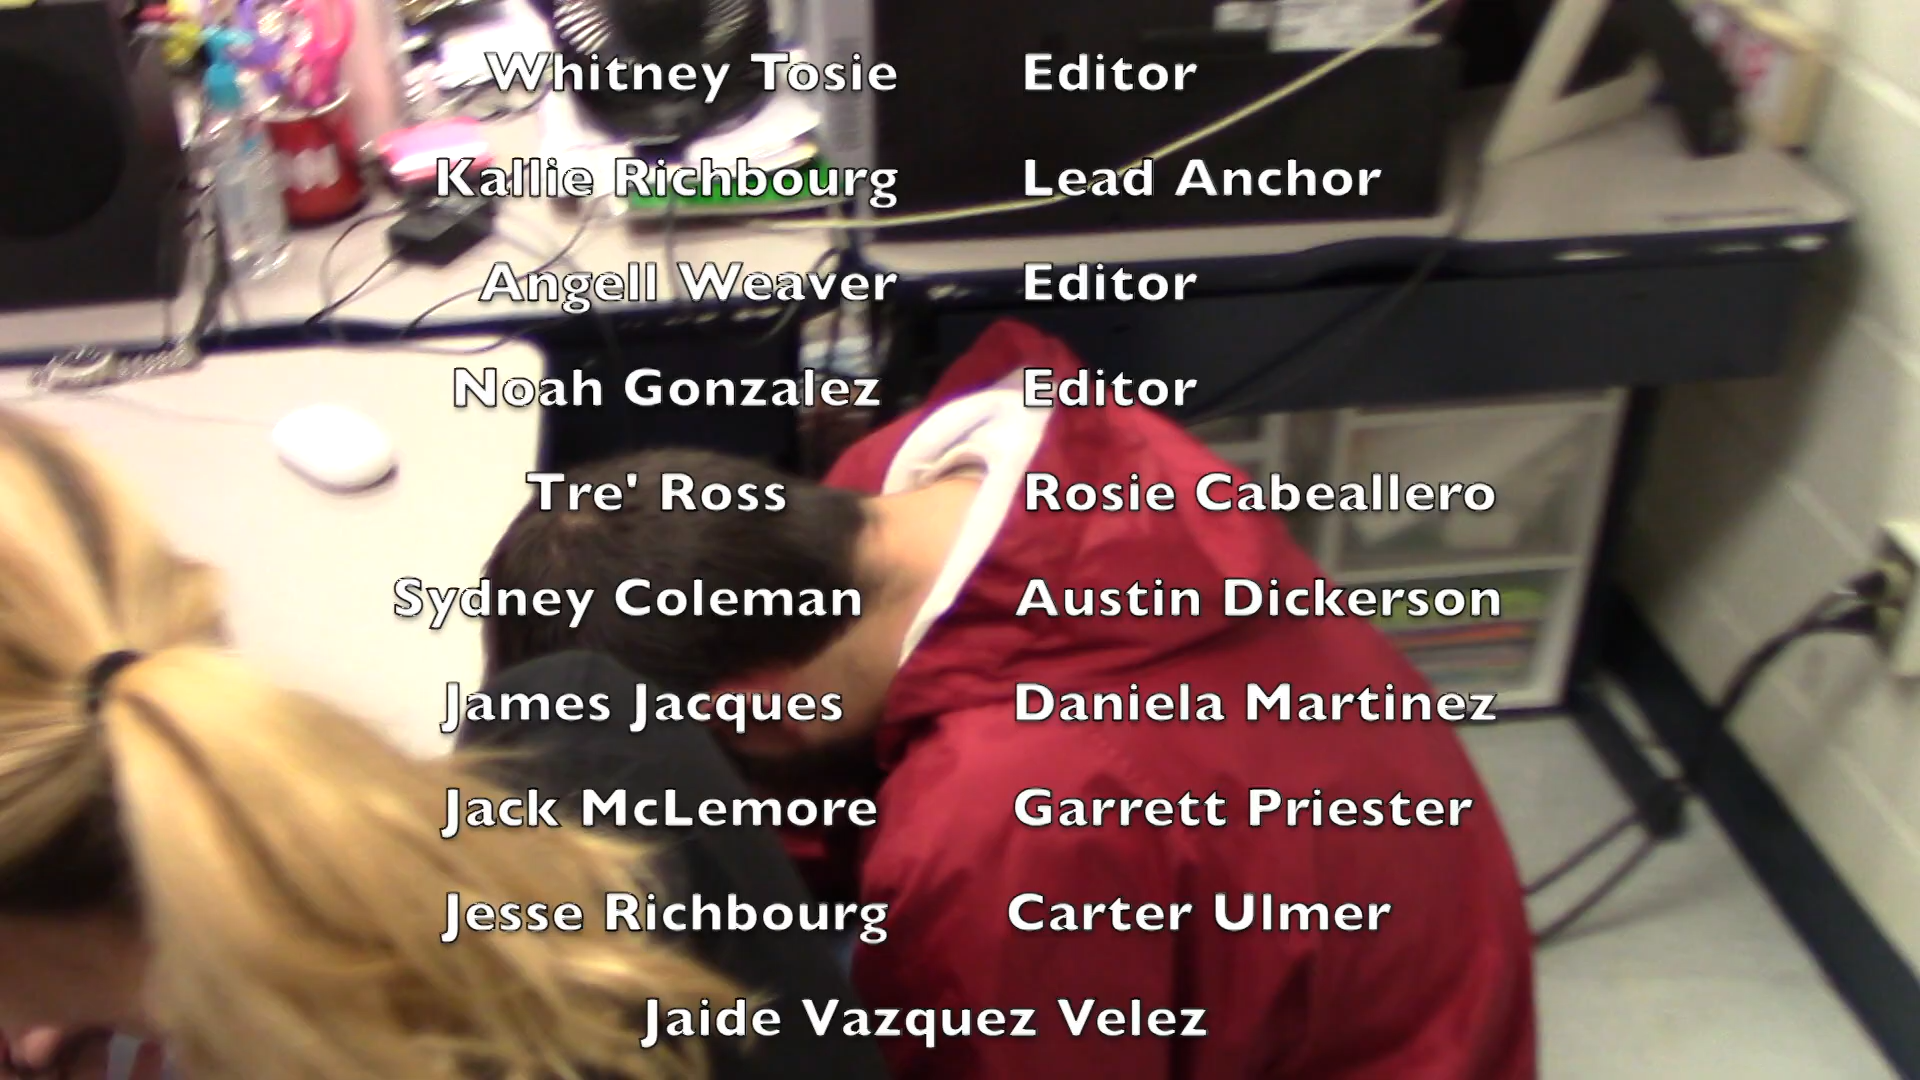 Whitney Tosie Editor
Kallie Richbourg Lead Anchor
Angell Weaver Editor
Noah Gonzalez Editor
Tre' Ross Rosie Cabeallero
Sydney Coleman Austin Dickerson
James Jacques Daniela Martinez
Jack McLemore Garrett Priester
Jesse Richbourg Carter Ulmer
Jaide Vazquez Velez